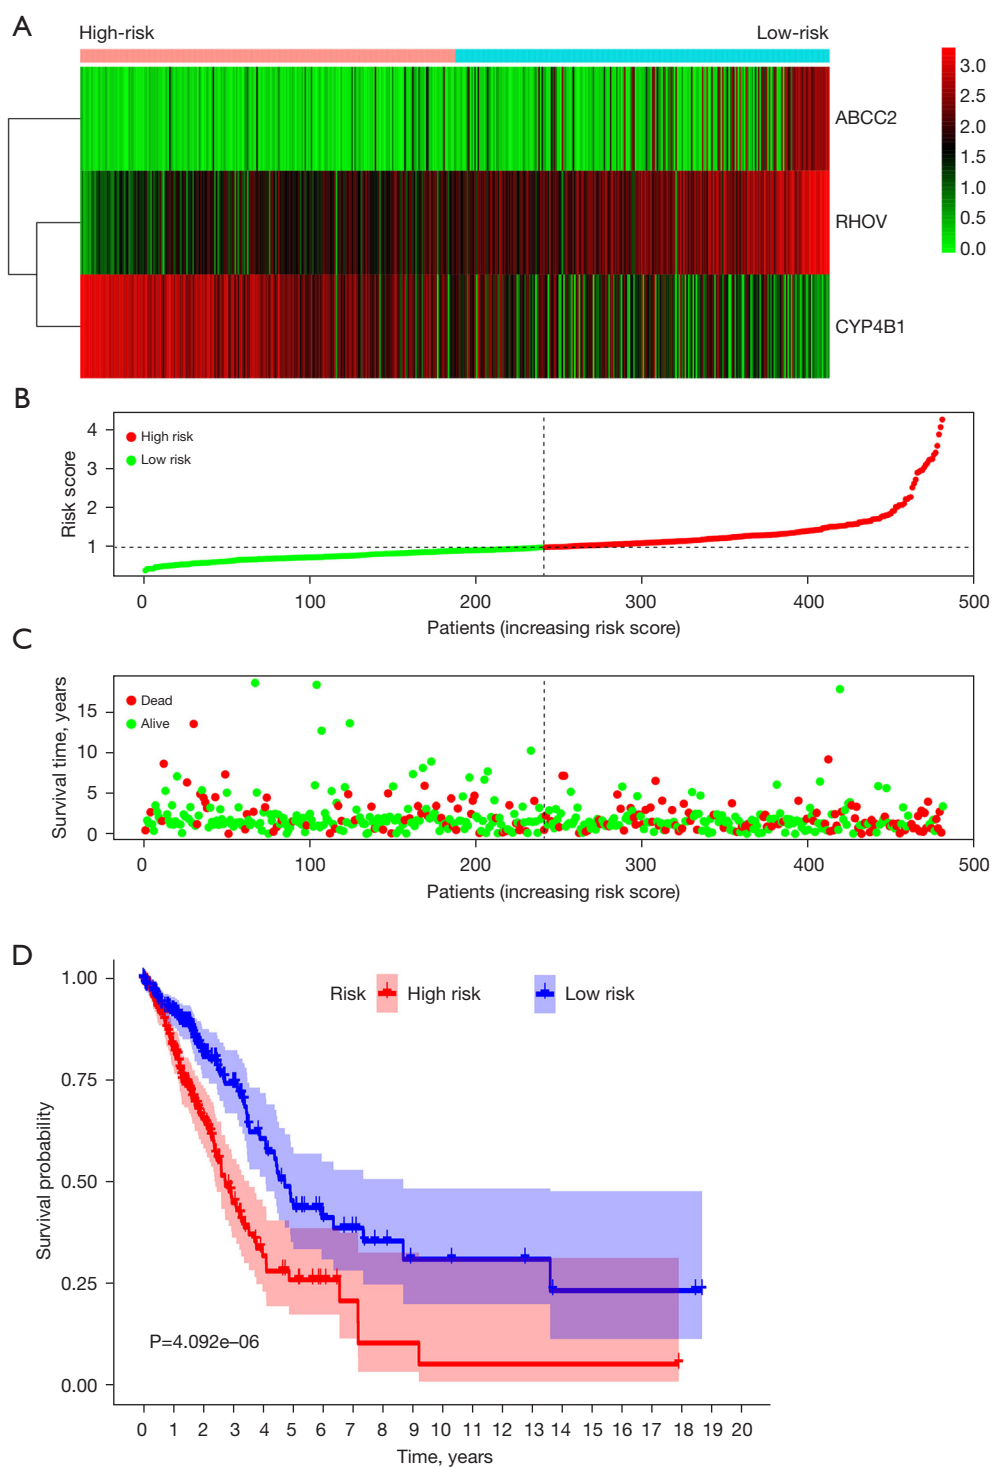 A
High-risk
Low-risk
ABCC2
RHOV
CYP4B1
3.0
2.5
2.0
1.5
1.0
0.5
0.0
B
Risk score
4
3
2
1
High risk
Low risk
0 100 200 300 400 500
Patients (increasing risk score)
C
Survival time, years
15
10
5
0
Dead
Alive
0 100 200 300 400 500
Patients (increasing risk score)
D
Survival probability
1.00
0.75
0.50
0.25
0.00
Risk High risk Low risk
P=4.092e–06
0 1 2 3 4 5 6 7 8 9 10 11 12 13 14 15 16 17 18 19 20
Time, years